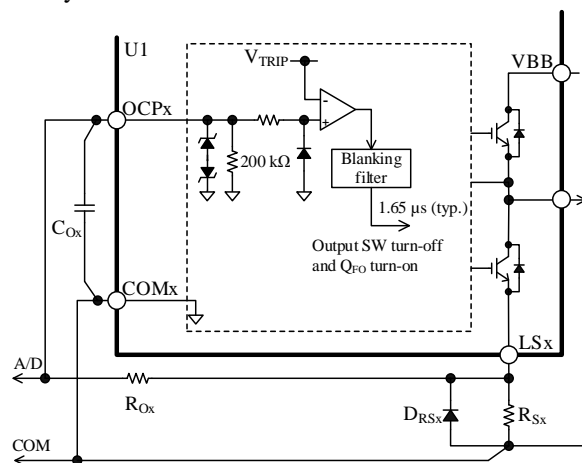 U1
VBB
VTRIP
OCPx
-
+
200 kΩ
Blanking
filter
COx
1.65 µs (typ.)
Output SW turn-off
and QFO turn-on
COMx
LSx
A/D
ROx
DRSx
RSx
COM